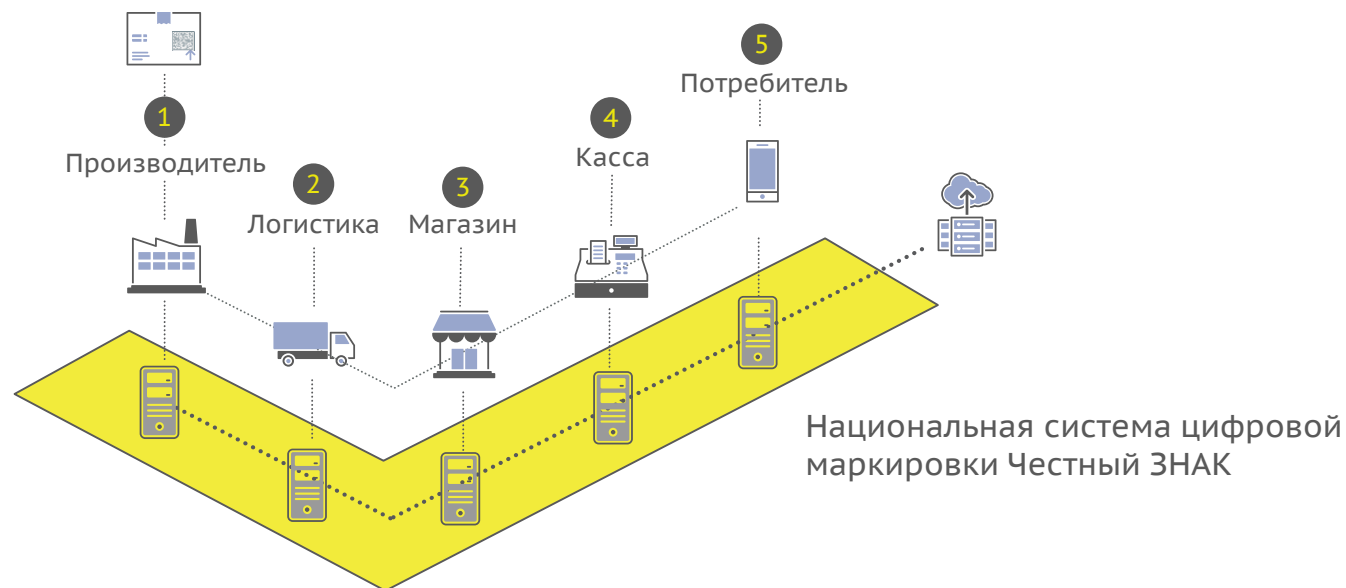 1
Производитель
2
Логистика
3
Магазин
4
Касса
5
Потребитель
Национальная система цифровой
маркировки Честный ЗНАК